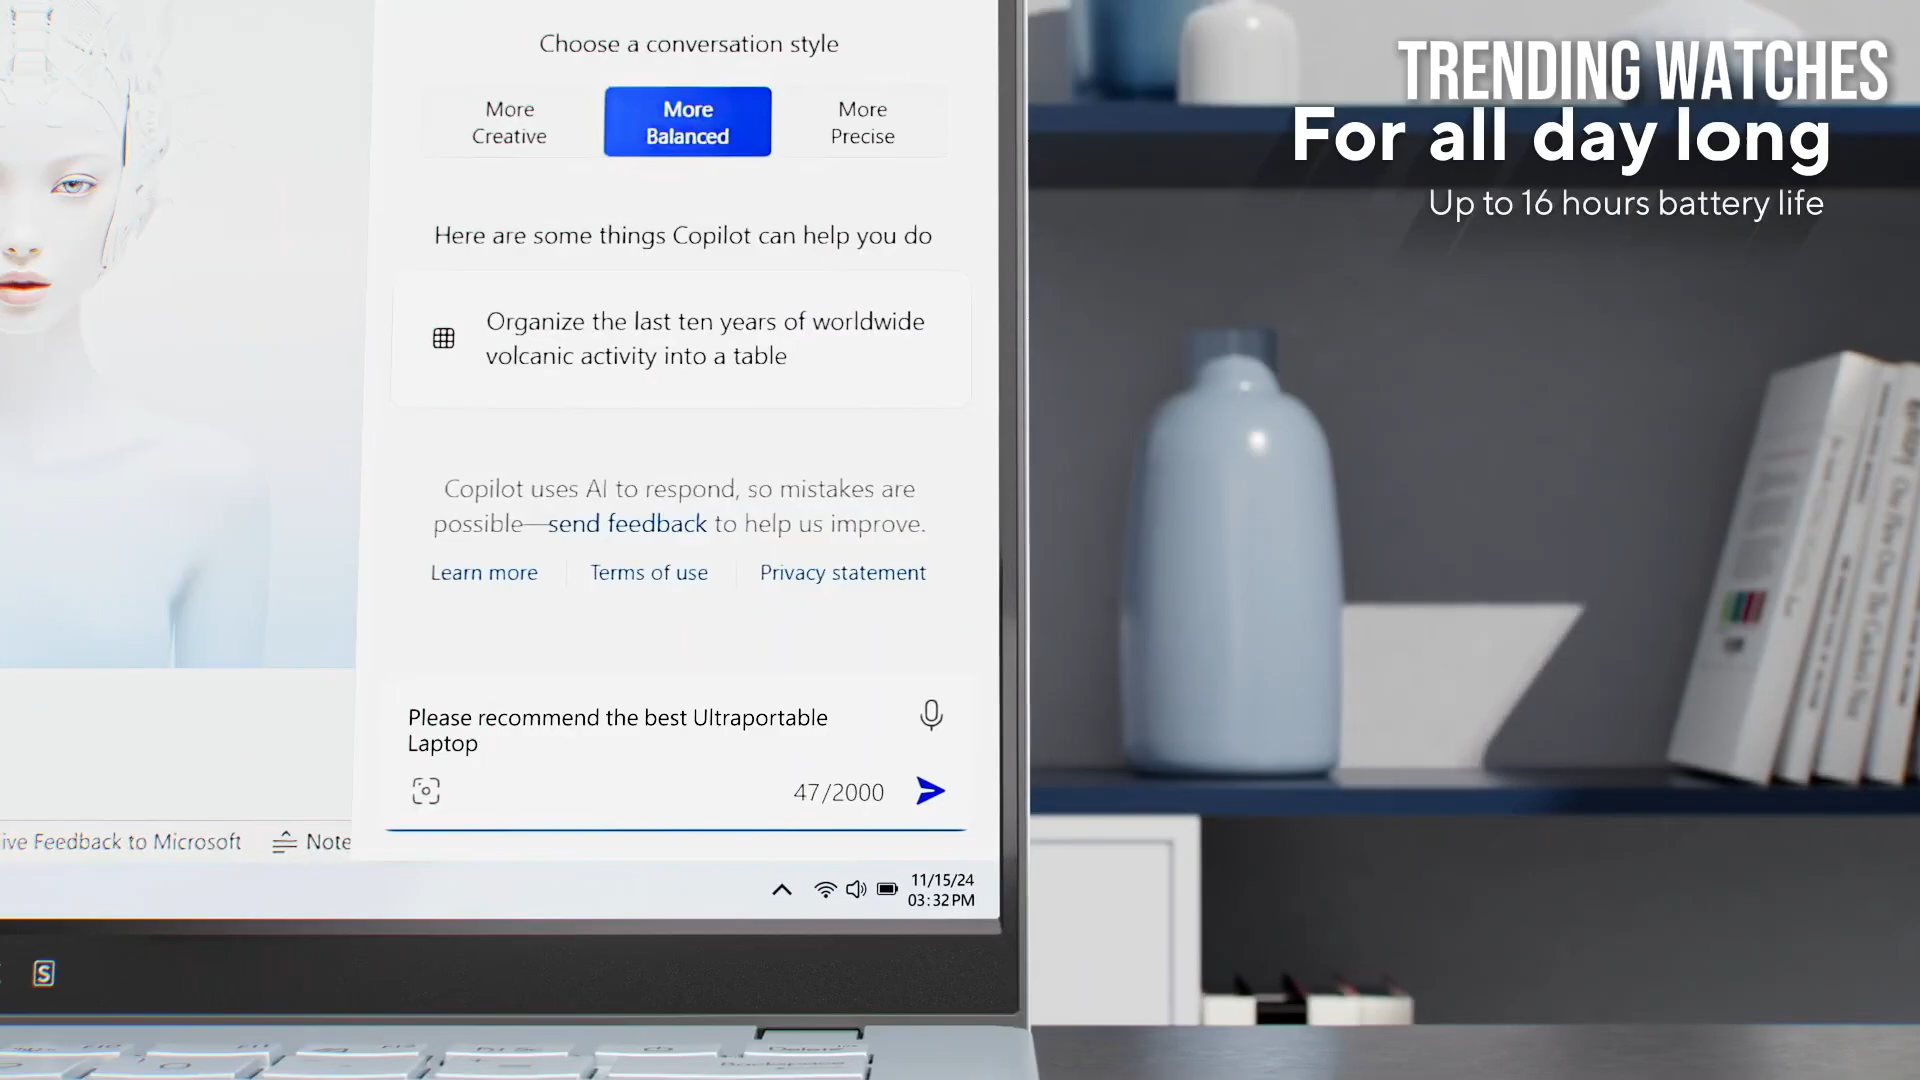 Choose a conversation style
More
Creative
More
Balanced
More
Precise
Here are some things Copilot can help you do
Organize the last ten years of worldwide
volcanic activity into a table
Copilot uses AI to respond, so mistakes are
possible—send feedback to help us improve.
Learn more
Terms of use
Privacy statement
Please recommend the best Ultraportable
Laptop
47/2000
ive Feedback to Microsoft
Note
11/15/24
03:32 PM
S
TRENDING WATCHES
For all day long
Up to 16 hours battery life
Delete
Backspace